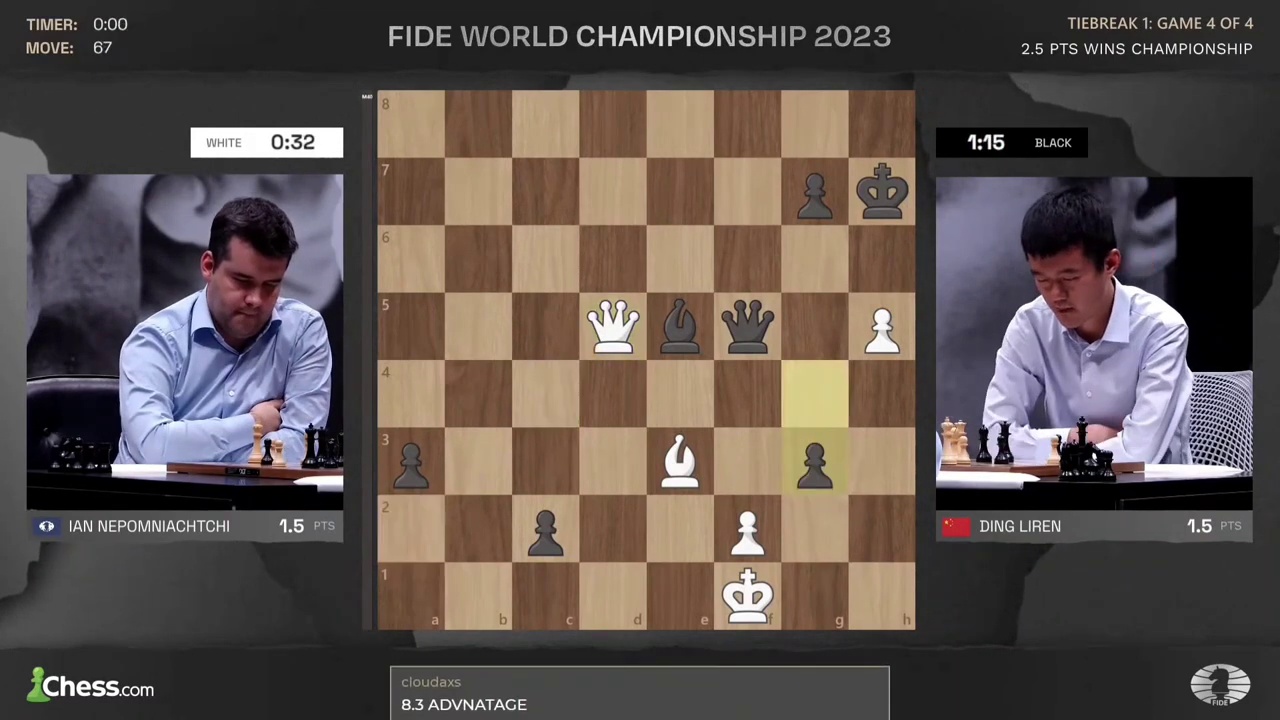 TIMER: 0:00
MOVE: 67
FIDE WORLD CHAMPIONSHIP 2023
TIEBREAK 1: GAME 4 OF 4
2.5 PTS WINS CHAMPIONSHIP
WHITE 0:32
1:15 BLACK
8
7
6
5
4
3
2
1
a b c d e f g h
IAN NEPOMNIACHTCHI 1.5 PTS
DING LIREN 1.5 PTS
Chess.com
cloudaxs
8.3 ADVNATAGE
FIDE